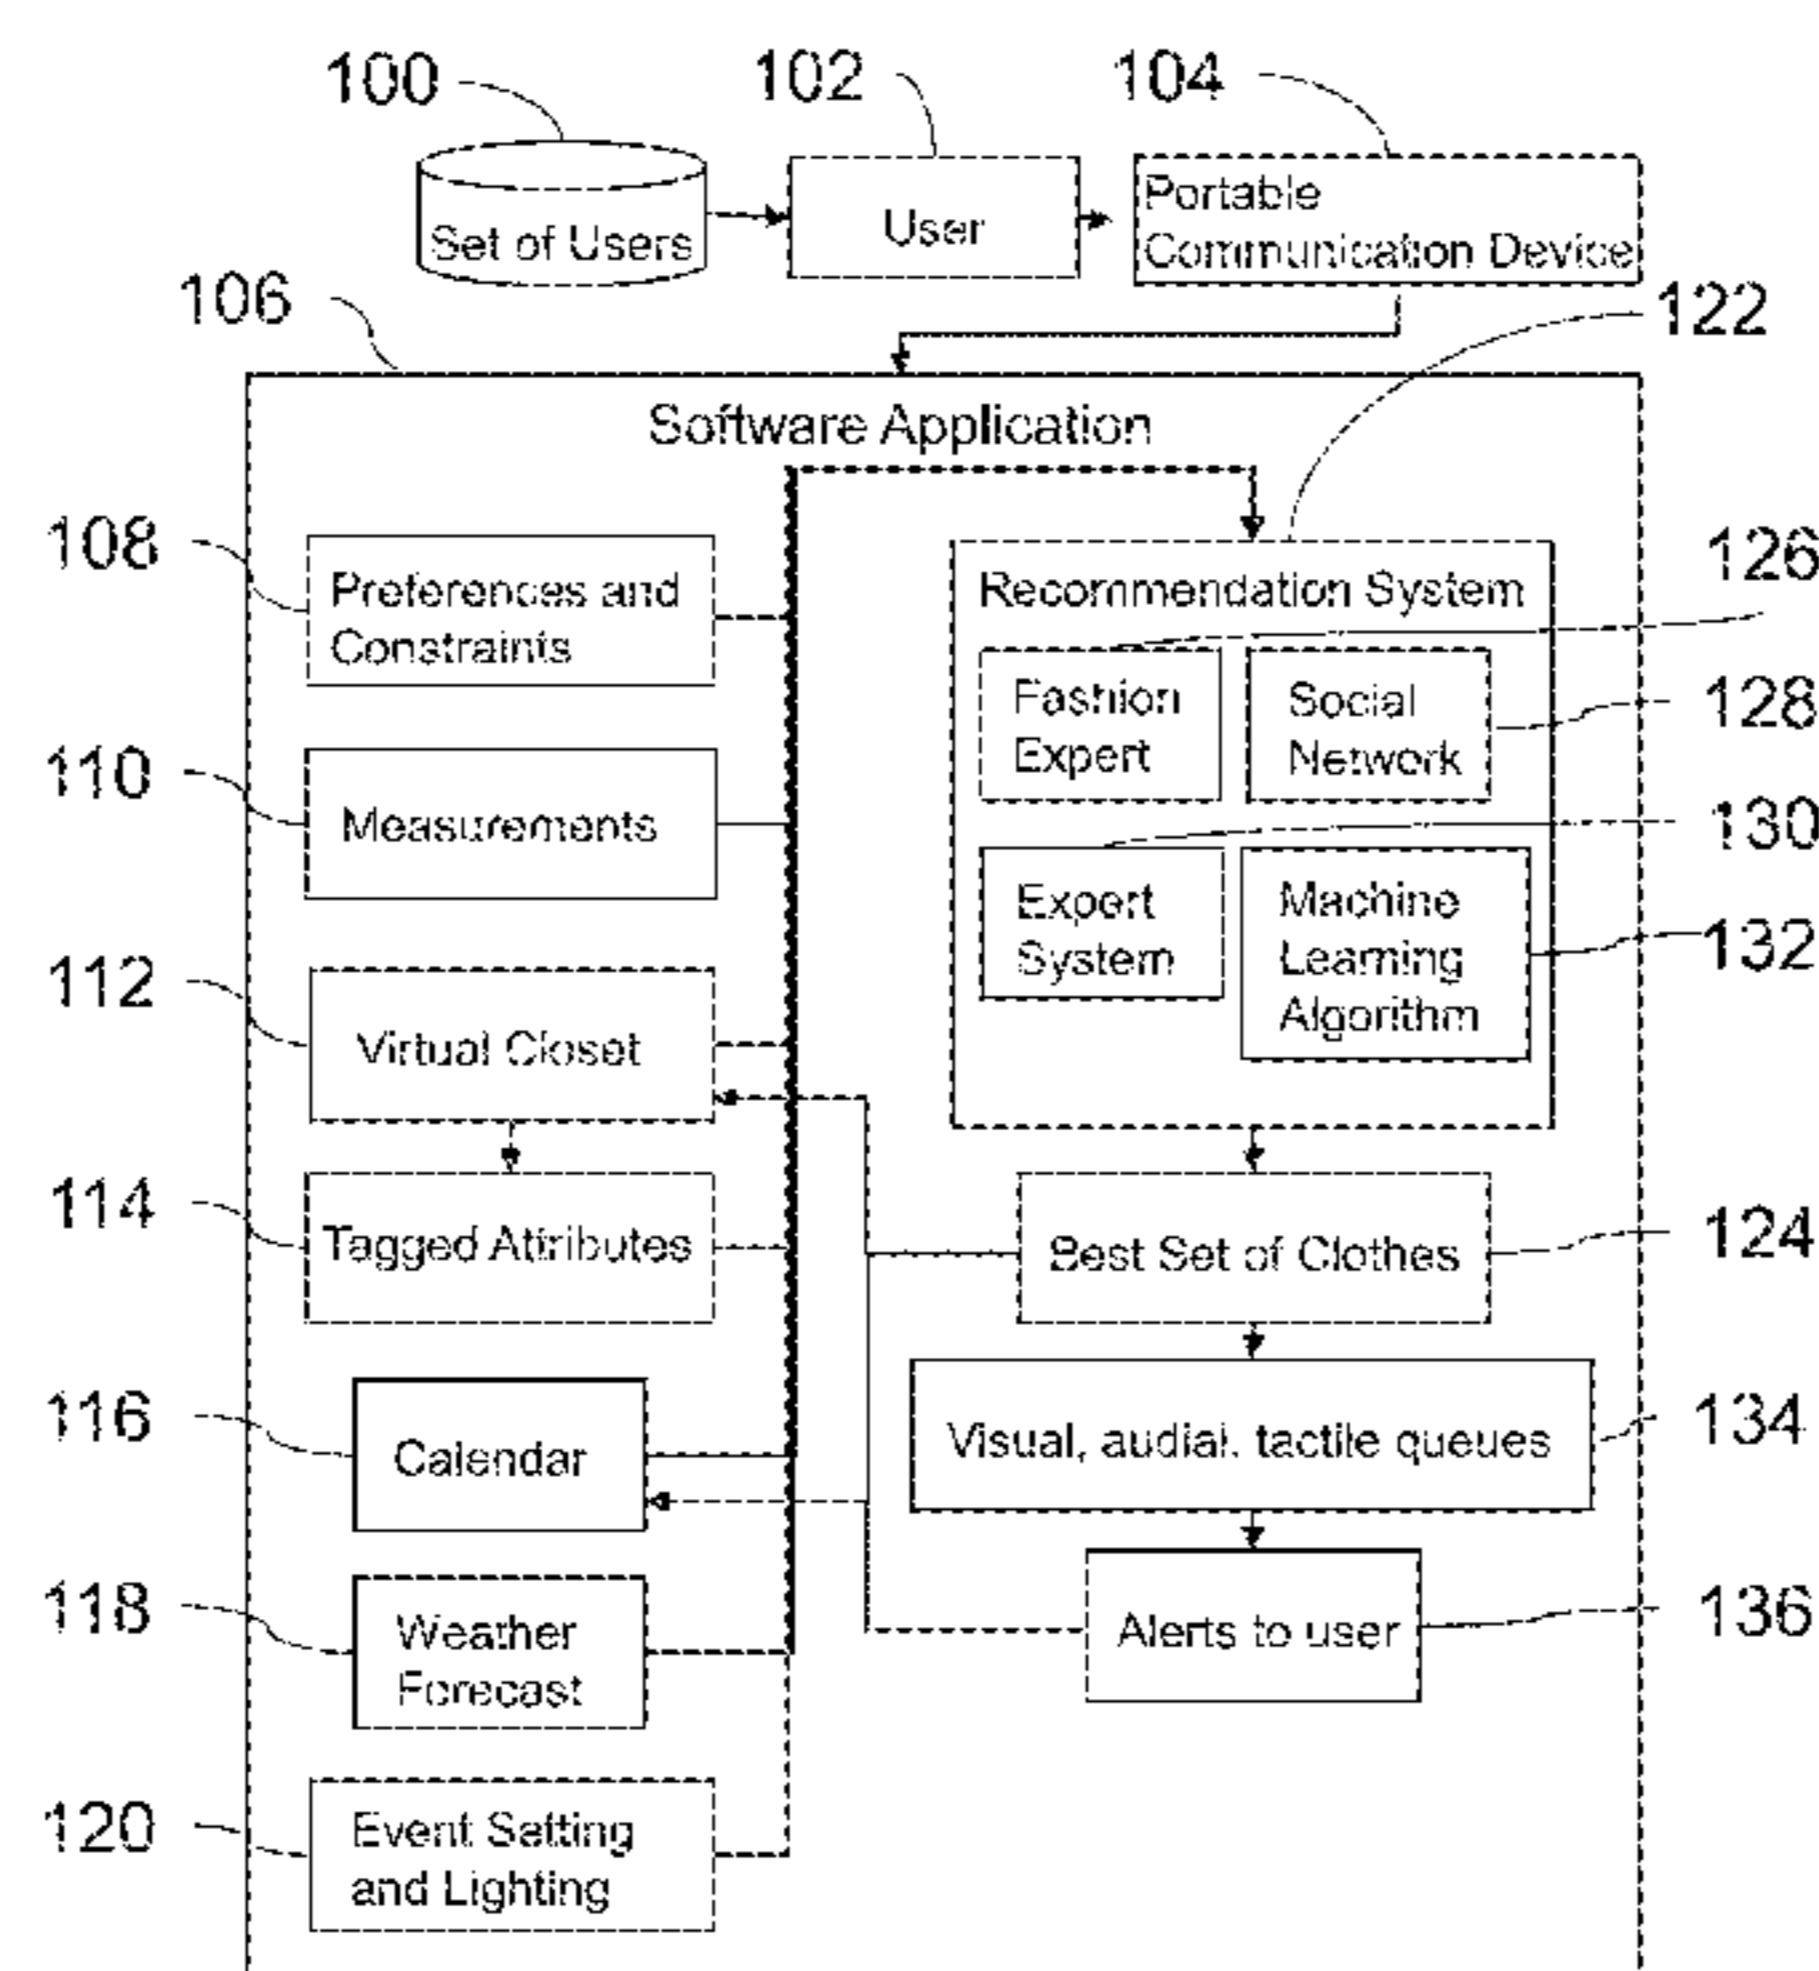 100
102
104
Set of Users
User
Portable
Communication Device
106
122
Software Application
108
Preferences and
Constraints
Recommendation System
126
Fashion
Expert
Social
Network
128
110
Measurements
130
Expert
System
Machine
Learning
Algorithm
132
112
Virtual Closet
114
Tagged Attributes
Best Set of Clothes
124
116
Calendar
Visual, audial, tactile queues
134
118
Weather
Forecast
Alerts to user
136
120
Event Setting
and Lighting